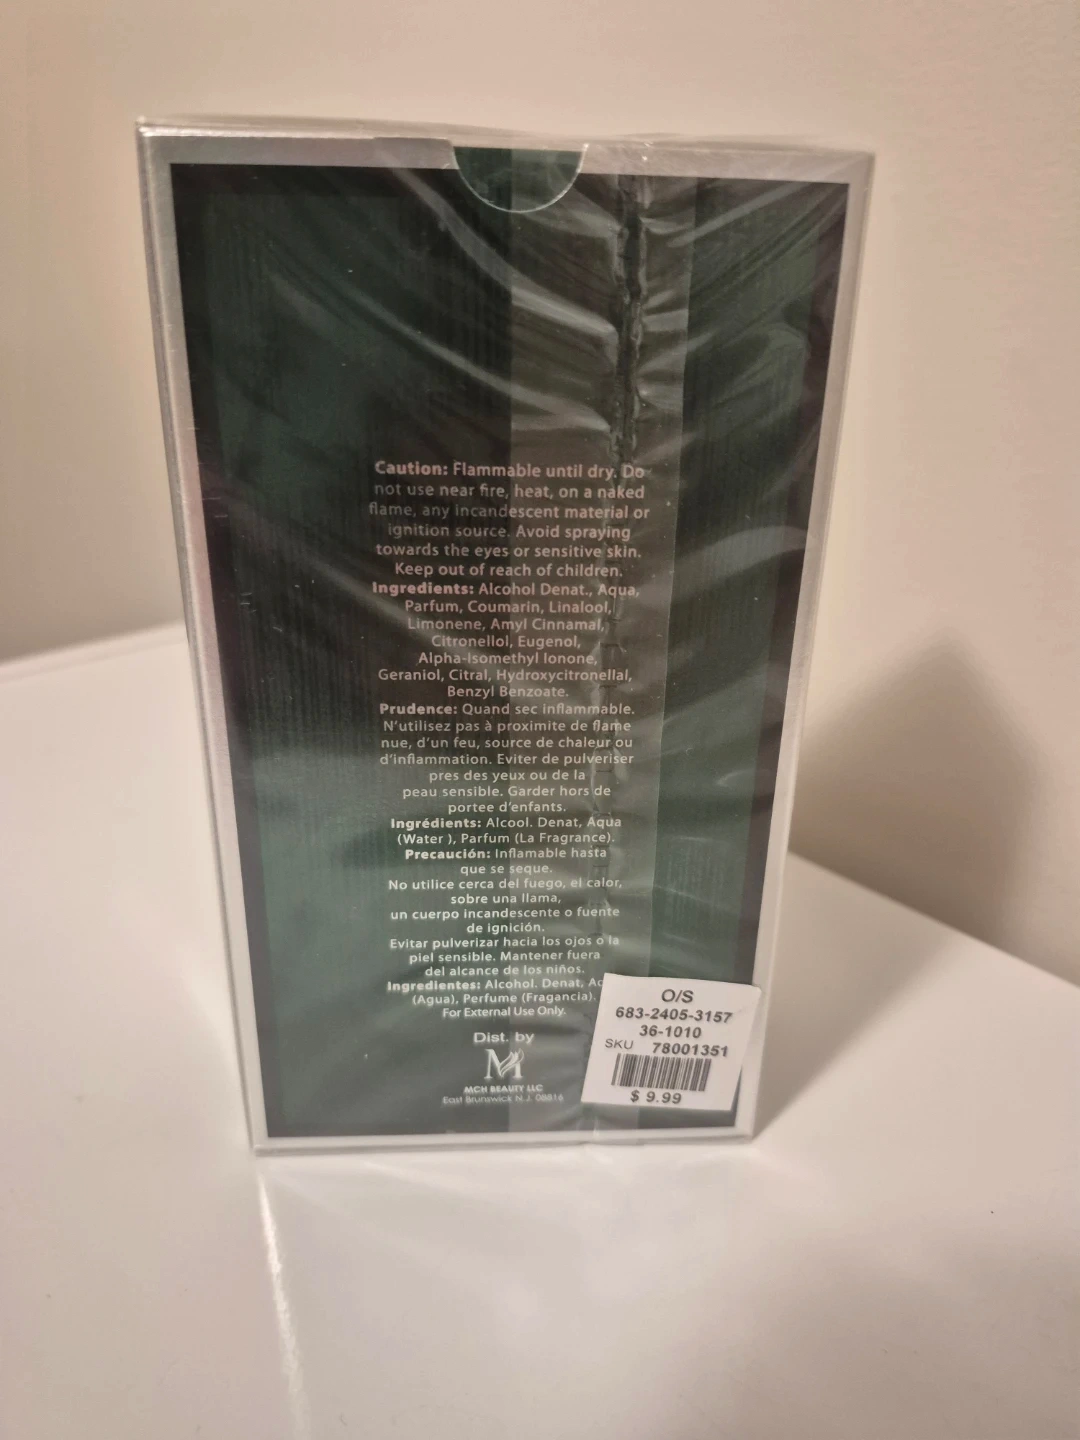 Caution: Flammable until dry. Do
not use near fire, heat, on a naked
flame, any incandescent material or
ignition source. Avoid spraying
towards the eyes or sensitive skin.
Keep out of reach of children.
Ingredients: Alcohol Denat., Aqua,
Parfum, Coumarin, Linalool,
Limonene, Amyl Cinnamal,
Citronellol, Eugenol,
Alpha-Isomethyl Ionone,
Geraniol, Citral, Hydroxycitronellal,
Benzyl Benzoate.
Prudence: Quand sec inflammable.
N'utilisez pas à proximite de flame
nue, d'un feu, source de chaleur ou
d'inflammation. Eviter de pulveriser
pres des yeux ou de la
peau sensible. Garder hors de
portee d'enfants.
Ingrédients: Alcool. Denat, Aqua
(Water ), Parfum (La Fragrance).
Precaución: Inflamable hasta
que se seque.
No utilice cerca del fuego, el calor,
sobre una llama,
un cuerpo incandescente o fuente
de ignición.
Evitar pulverizar hacia los ojos o la
piel sensible. Mantener fuera
del alcance de los niños.
Ingredientes: Alcohol. Denat,
(Agua), Perfume (Fragancia).
For External Use Only.
Dist. by
M
MCH BEAUTY LLC
East Brunswick N.J. 08816
O/S
683-2405-3157
36-1010
SKU 78001351
$ 9.99